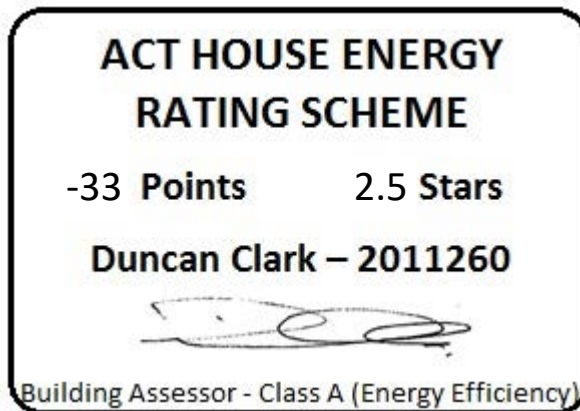 ACT HOUSE ENERGY
RATING SCHEME
-33 Points 2.5 Stars
Duncan Clark – 2011260
Building Assessor - Class A (Energy Efficiency)